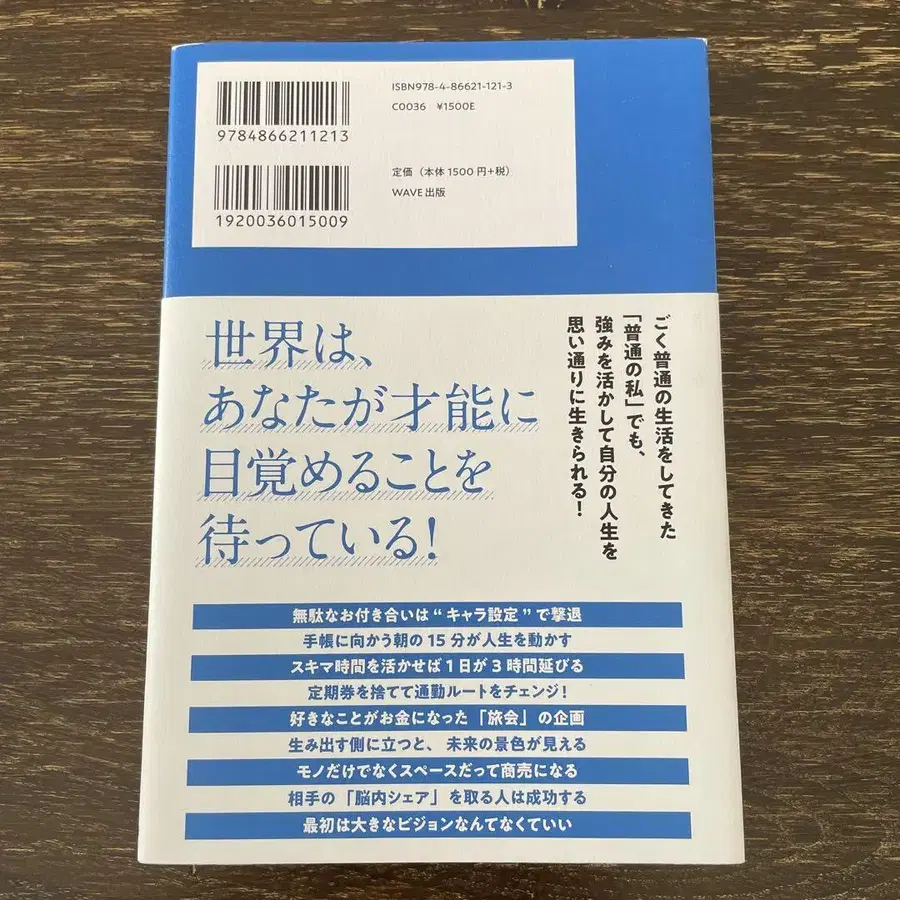 ISBN978-4-86621-121-3
C0036 ¥1500E
9784866211213
定価（本体1500円+税）
WAVE出版
1920036015009
ごく普通の生活をしてきた
「普通の私」でも、
強みを活かして自分の人生を
思い通りに生きられる！
世界は、
あなたが才能に
目覚めることを
待っている！
無駄なお付き合いは“キャラ設定”で撃退
手帳に向かう朝の15分が人生を動かす
スキマ時間を活かせば1日が3時間延びる
定期券を捨てて通勤ルートをチェンジ！
好きなことがお金になった「旅会」の企画
生み出す側に立つと、未来の景色が見える
モノだけでなくスペースだって商売になる
相手の「脳内シェア」を取る人は成功する
最初は大きなビジョンなんてなくていい